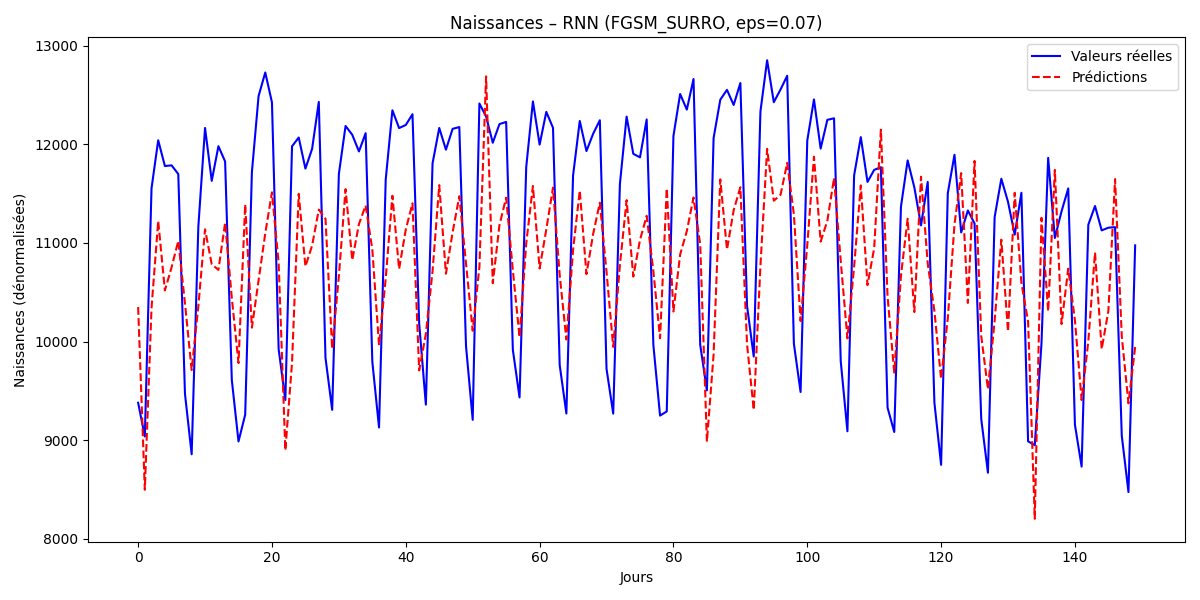 Naissances – RNN (FGSM_SURRO, eps=0.07)
13000
12000
11000
10000
9000
8000
Naissances (dénormalisées)
Valeurs réelles
Prédictions
0
20
40
60
80
100
120
140
Jours